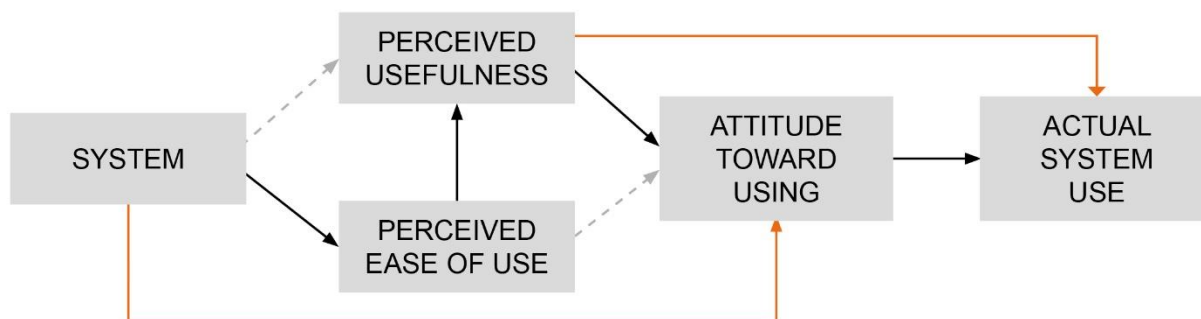 SYSTEM
PERCEIVED
USEFULNESS
PERCEIVED
EASE OF USE
ATTITUDE
TOWARD
USING
ACTUAL
SYSTEM
USE